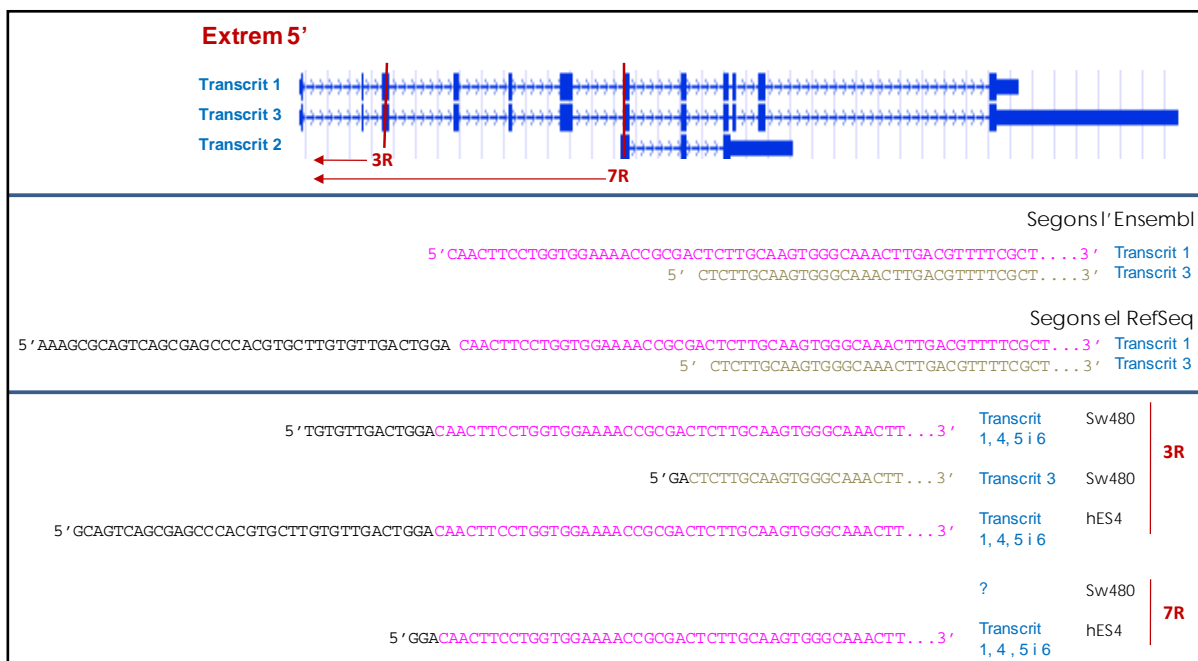 Extrem 5’
Transcrit 1
Transcrit 3
Transcrit 2
3R
7R
Segons l’Ensembl
5’CAACTTCCTGGTGGAAAACCGCGACTCTTGCAAGTGGGCAAACTTGACGTTTTCGCT....3’ Transcrit 1
5’ CTCTTGCAAGTGGGCAAACTTGACGTTTTCGCT....3’ Transcrit 3
Segons el RefSeq
5’AAAGCGCAGTCAGCGAGCCCACGTGCTTGTGTTGACTGGA CAACTTCCTGGTGGAAAACCGCGACTCTTGCAAGTGGGCAAACTTGACGTTTTCGCT...3’ Transcrit 1
5’ CTCTTGCAAGTGGGCAAACTTGACGTTTTCGCT...3’ Transcrit 3
5’TGTGTTGACTGGACAACTTCCTGGTGGAAAACCGCGACTCTTGCAAGTGGGCAAACTT...3’ Transcrit 1, 4, 5 i 6 Sw480
3R
5’GACTCTTGCAAGTGGGCAAACTT...3’ Transcrit 3 Sw480
5’GCAGTCAGCGAGCCCACGTGCTTGTGTTGACTGGACAACTTCCTGGTGGAAAACCGCGACTCTTGCAAGTGGGCAAACTT...3’ Transcrit 1, 4, 5 i 6 hES4
? Sw480
7R
5’GGACAACTTCCTGGTGGAAAACCGCGACTCTTGCAAGTGGGCAAACTT...3’ Transcrit 1, 4 , 5 i 6 hES4